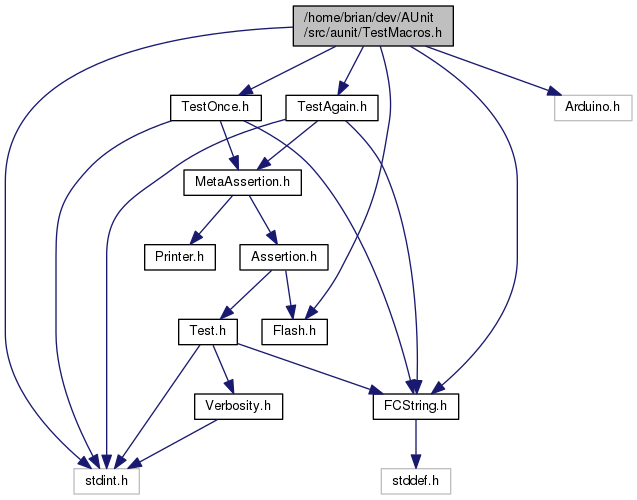 /home/brian/dev/AUnit
/src/aunit/TestMacros.h
TestOnce.h
TestAgain.h
Arduino.h
MetaAssertion.h
Printer.h
Assertion.h
Test.h
Flash.h
Verbosity.h
FCString.h
stdint.h
stddef.h